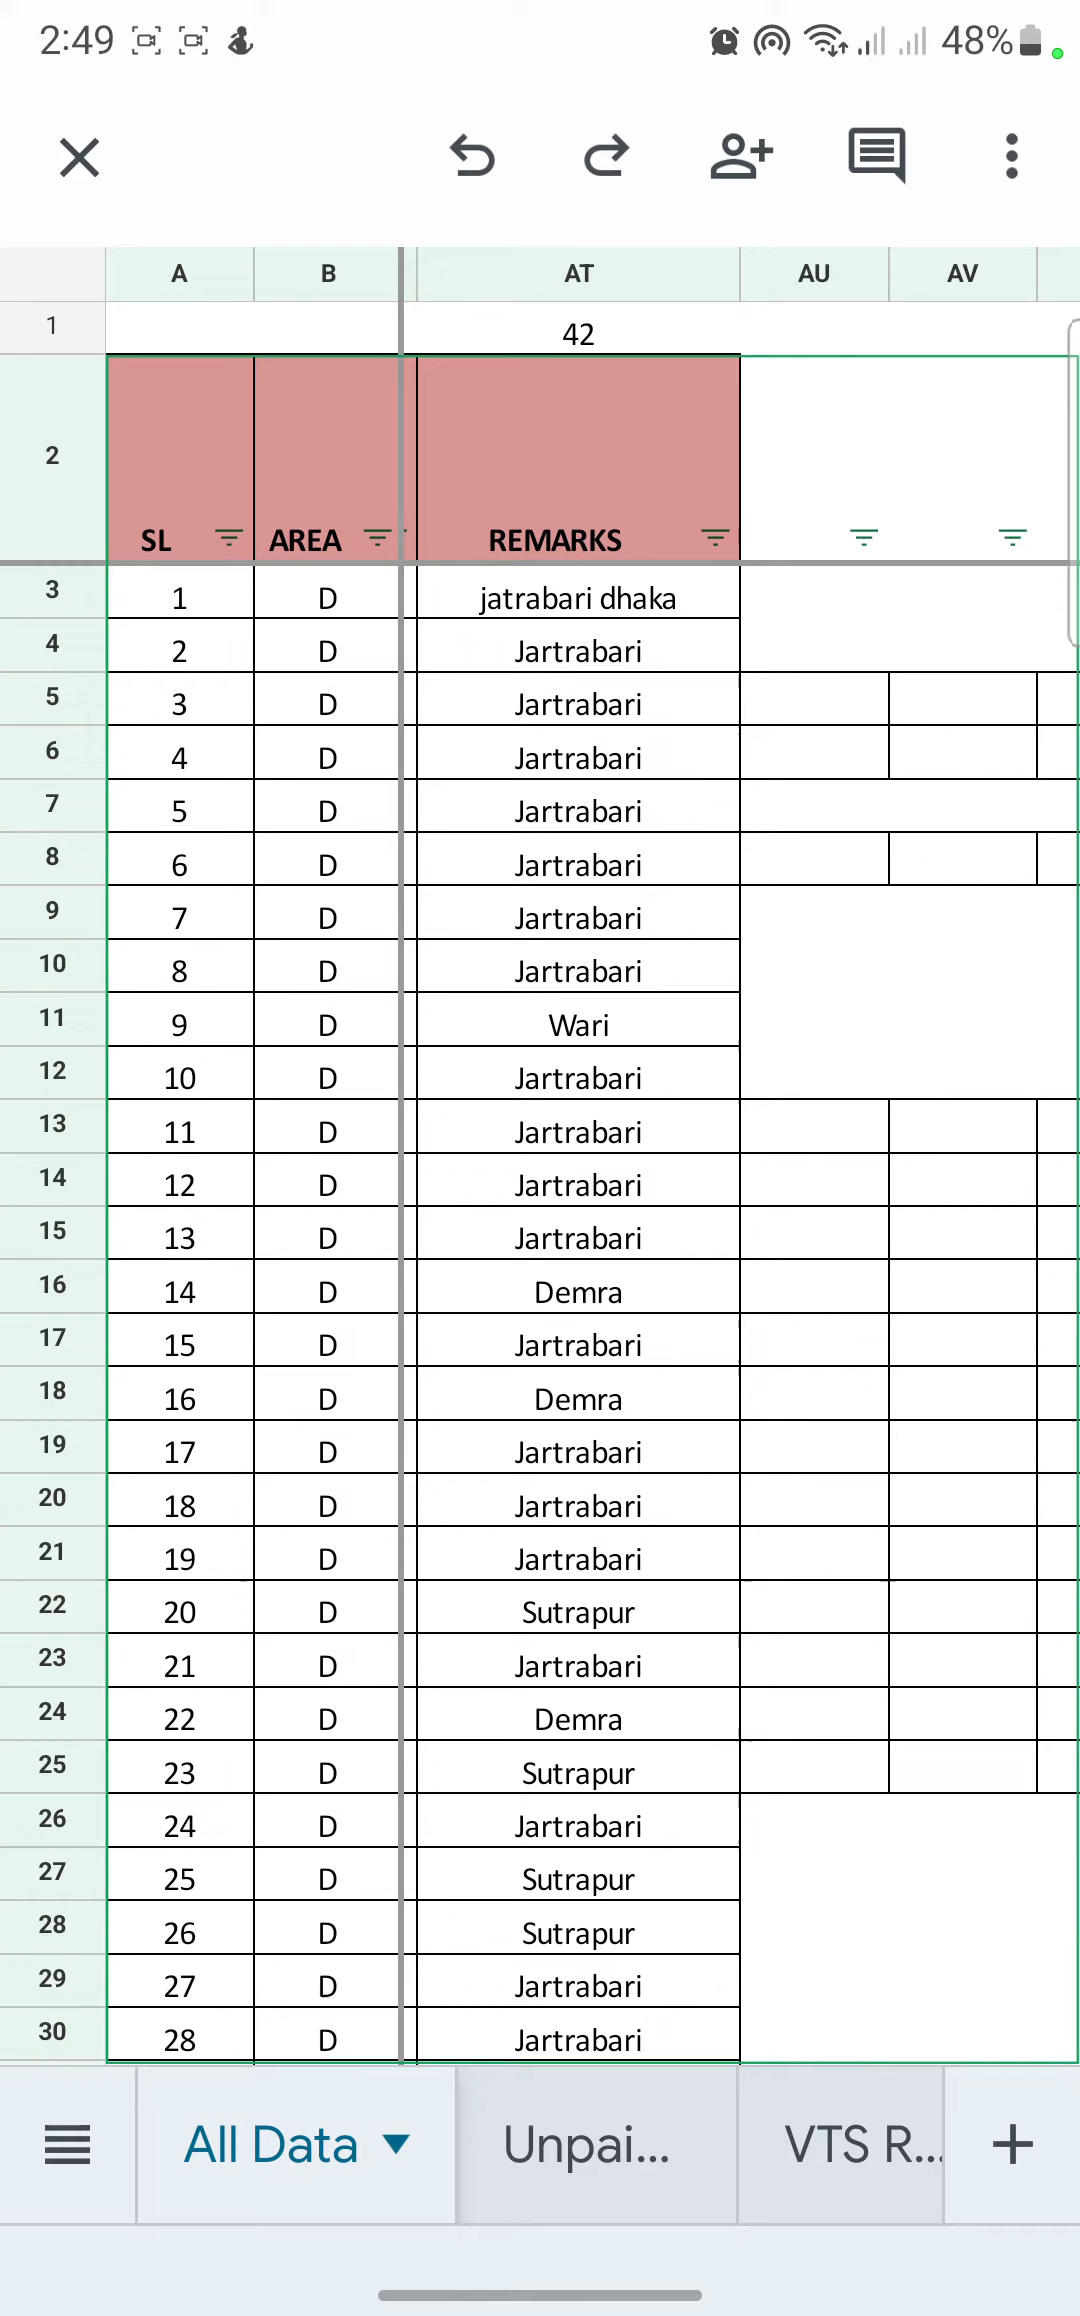 2:49 48%
A B AT AU AV
1 42
2 SL AREA REMARKS
3 1 D jatrabari dhaka
4 2 D Jartrabari
5 3 D Jartrabari
6 4 D Jartrabari
7 5 D Jartrabari
8 6 D Jartrabari
9 7 D Jartrabari
10 8 D Jartrabari
11 9 D Wari
12 10 D Jartrabari
13 11 D Jartrabari
14 12 D Jartrabari
15 13 D Jartrabari
16 14 D Demra
17 15 D Jartrabari
18 16 D Demra
19 17 D Jartrabari
20 18 D Jartrabari
21 19 D Jartrabari
22 20 D Sutrapur
23 21 D Jartrabari
24 22 D Demra
25 23 D Sutrapur
26 24 D Jartrabari
27 25 D Sutrapur
28 26 D Sutrapur
29 27 D Jartrabari
30 28 D Jartrabari
All Data Unpai... VTS R...